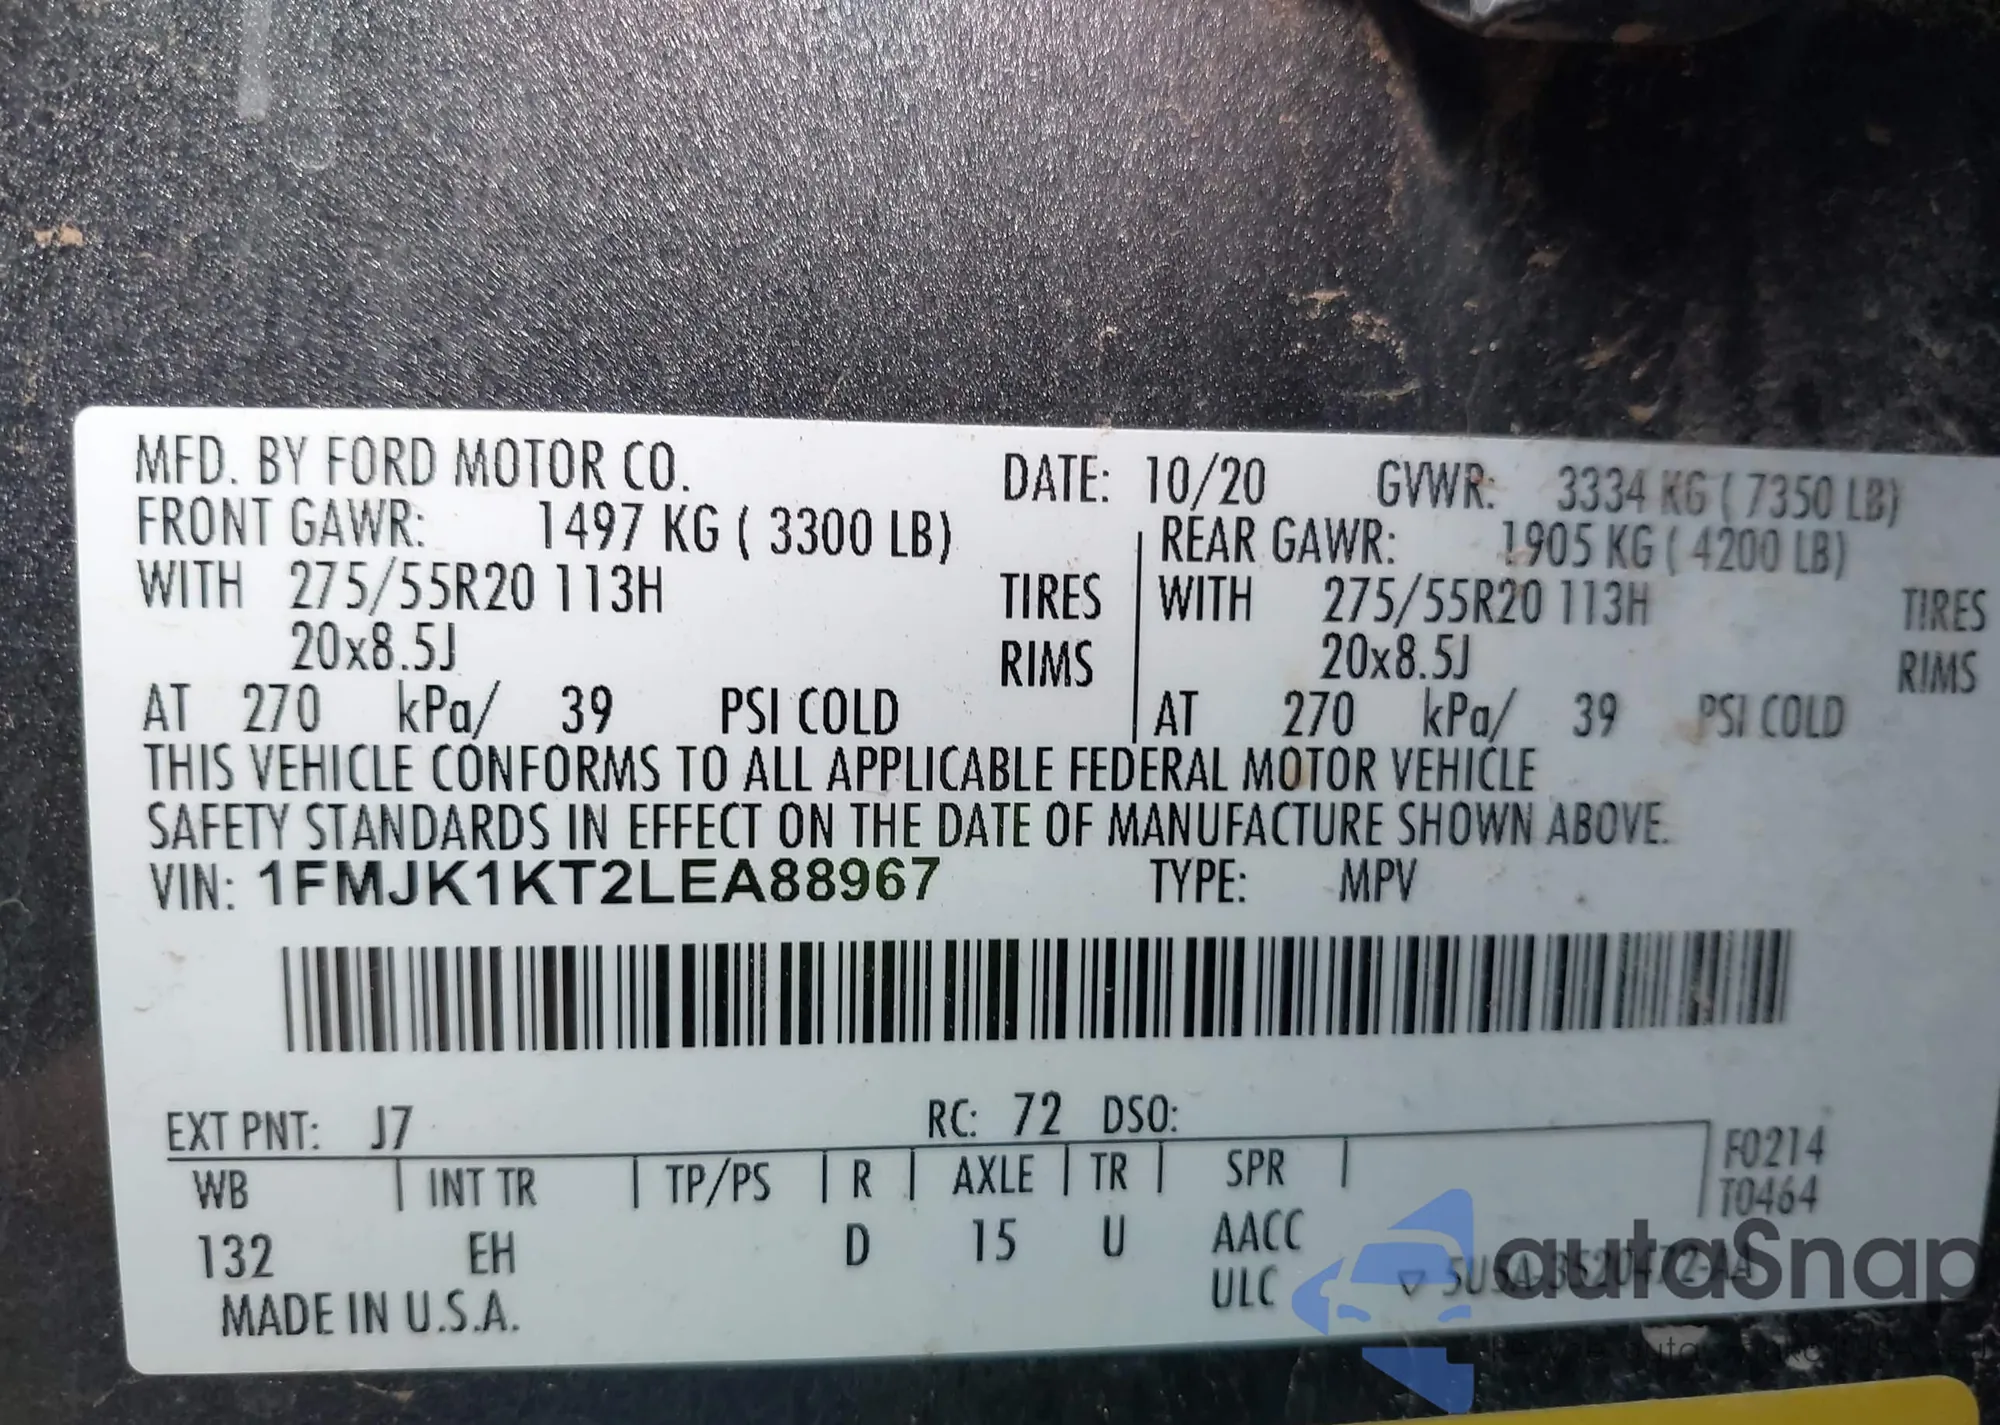 MFD. BY FORD MOTOR CO.
DATE: 10/20 GVWR: 3334 KG ( 7350 LB)
FRONT GAWR: 1497 KG ( 3300 LB)
WITH 275/55R20 113H TIRES
20x8.5J RIMS
AT 270 kPa/ 39 PSI COLD
REAR GAWR: 1905 KG ( 4200 LB)
WITH 275/55R20 113H TIRES
20x8.5J RIMS
AT 270 kPa/ 39 PSI COLD
THIS VEHICLE CONFORMS TO ALL APPLICABLE FEDERAL MOTOR VEHICLE
SAFETY STANDARDS IN EFFECT ON THE DATE OF MANUFACTURE SHOWN ABOVE.
VIN: 1FMJK1KT2LEA88967 TYPE: MPV
EXT PNT: J7 RC: 72 DSO:
WB INT TR TP/PS R AXLE TR SPR
F0214
T0464
132 EH D 15 U AACC
ULC
MADE IN U.S.A.
▽ 5USA-3520472-AA
autaSnap